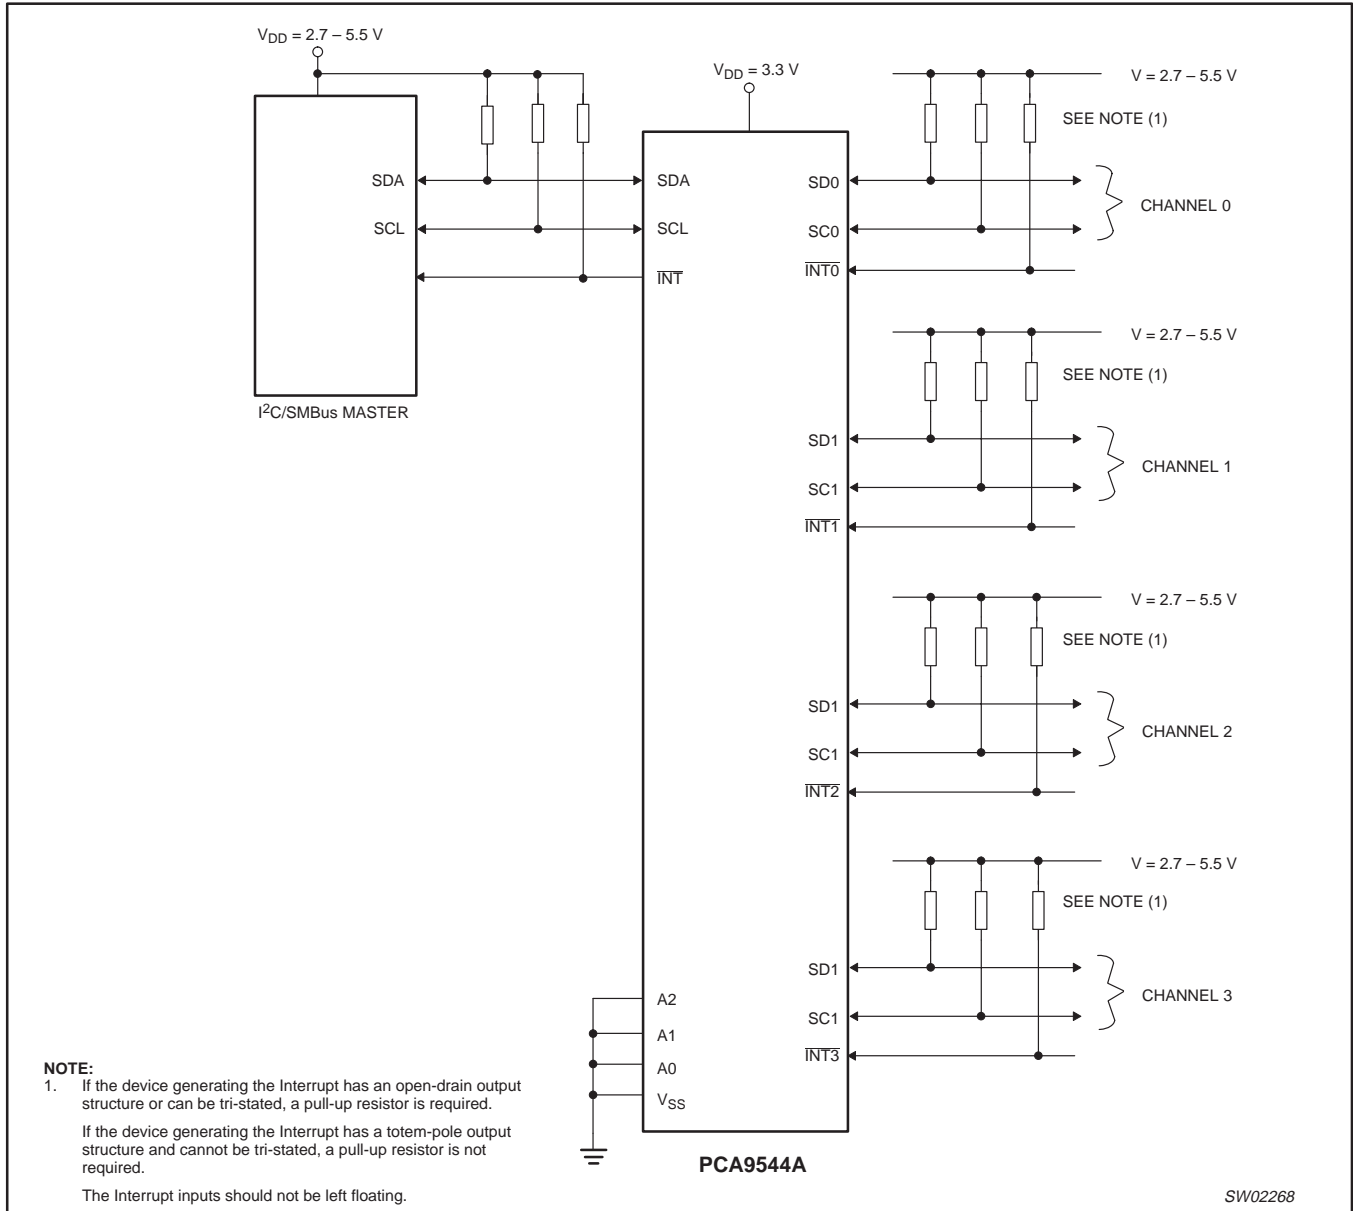 V_DD = 2.7 – 5.5 V
SDA
SCL
I²C/SMBus MASTER
V_DD = 3.3 V
SDA
SCL
I̅N̅T̅
A2
A1
A0
V_SS
SD0
SC0
I̅N̅T̅0̅
SD1
SC1
I̅N̅T̅1̅
SD1
SC1
I̅N̅T̅2̅
SD1
SC1
I̅N̅T̅3̅
PCA9544A
V = 2.7 – 5.5 V
SEE NOTE (1)
CHANNEL 0
V = 2.7 – 5.5 V
SEE NOTE (1)
CHANNEL 1
V = 2.7 – 5.5 V
SEE NOTE (1)
CHANNEL 2
V = 2.7 – 5.5 V
SEE NOTE (1)
CHANNEL 3
NOTE:
1. If the device generating the Interrupt has an open-drain output
structure or can be tri-stated, a pull-up resistor is required.
If the device generating the Interrupt has a totem-pole output
structure and cannot be tri-stated, a pull-up resistor is not
required.
The Interrupt inputs should not be left floating.
SW02268